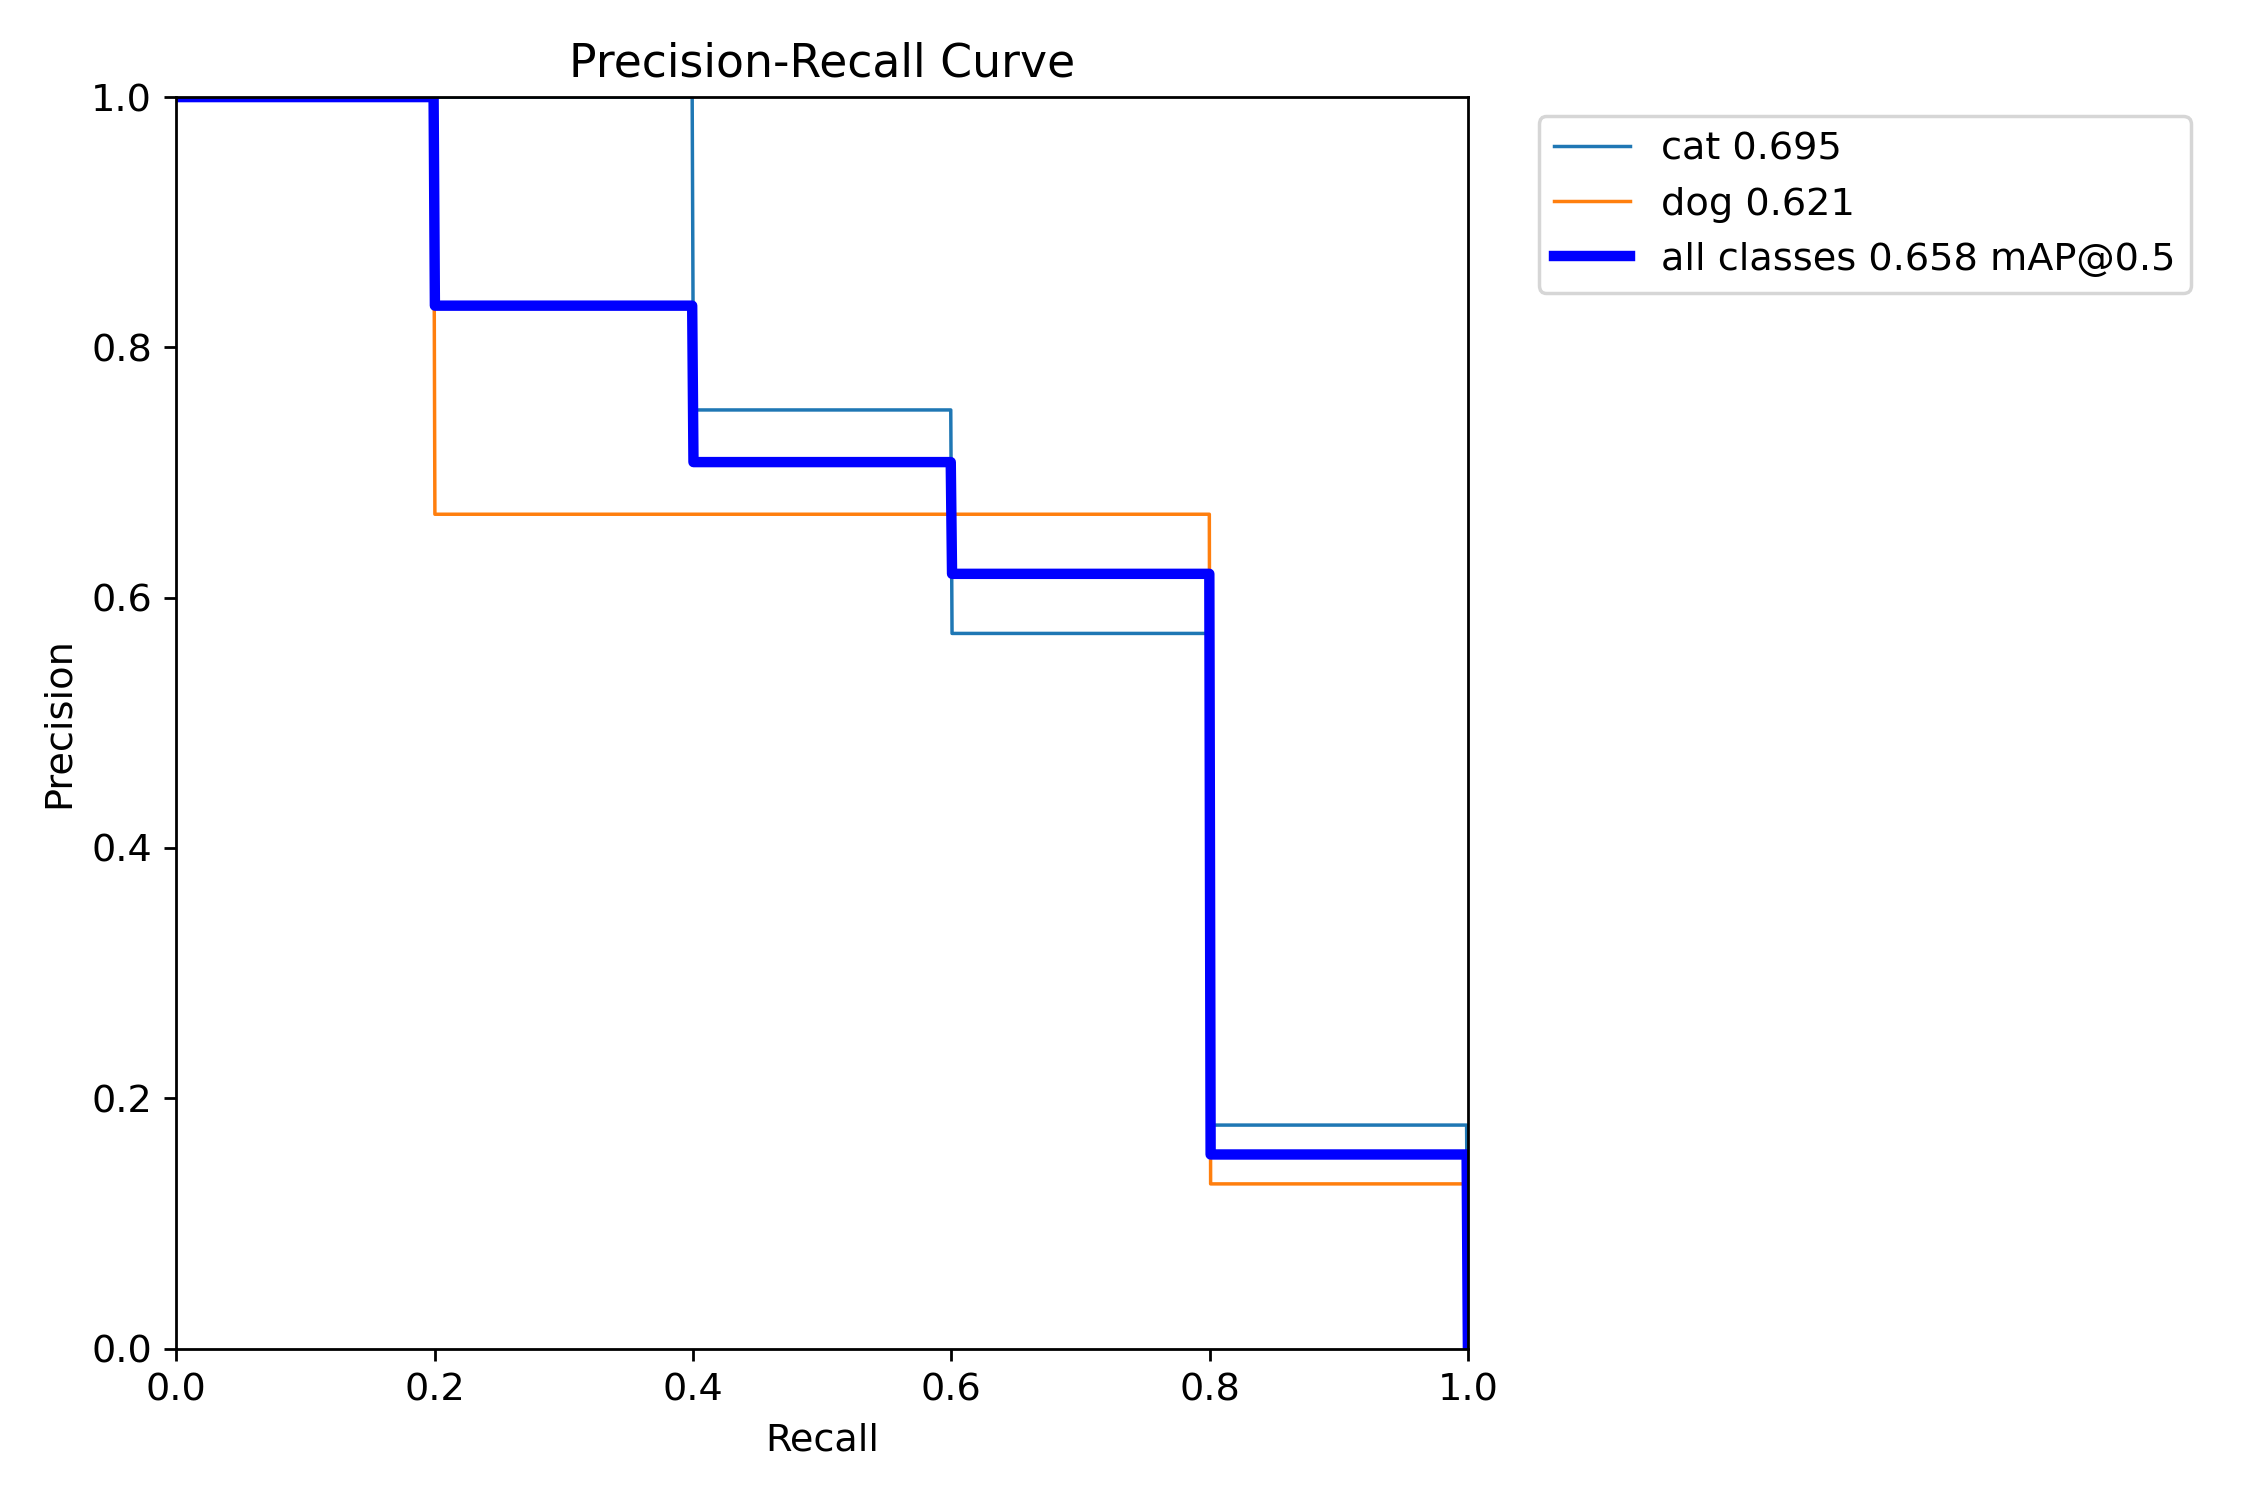 Precision-Recall Curve
1.0
0.8
0.6
0.4
0.2
0.0
Precision
0.0 0.2 0.4 0.6 0.8 1.0
Recall
cat 0.695
dog 0.621
all classes 0.658 mAP@0.5